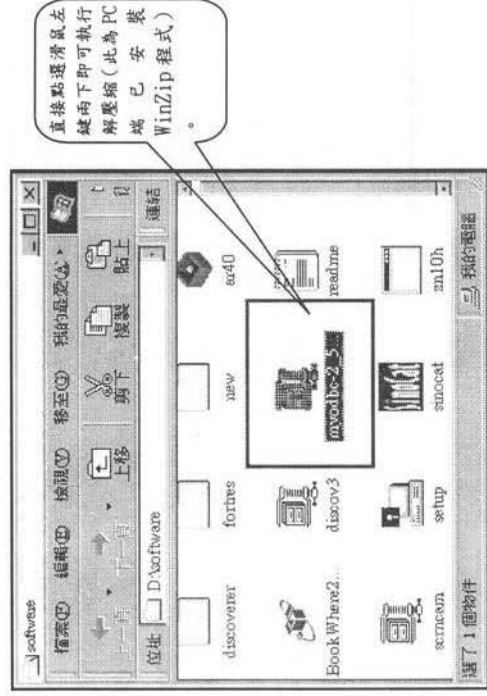 直接點選滑鼠左
鍵兩下即可執行
解壓縮(此為PC
端已安裝
WinZip程式)
。
software
檔案(F) 編輯(E) 檢視(V) 移至(G) 我的最愛(A)
上一頁 下一頁 上移 剪下 複製 貼上
位址 D:\software 連結
discoverer fortres new ar40
BookWhere2... discov3 myodbc-2_5... readme
scrncam setup sinocat zn10h
選了 1 個物件 我的電腦